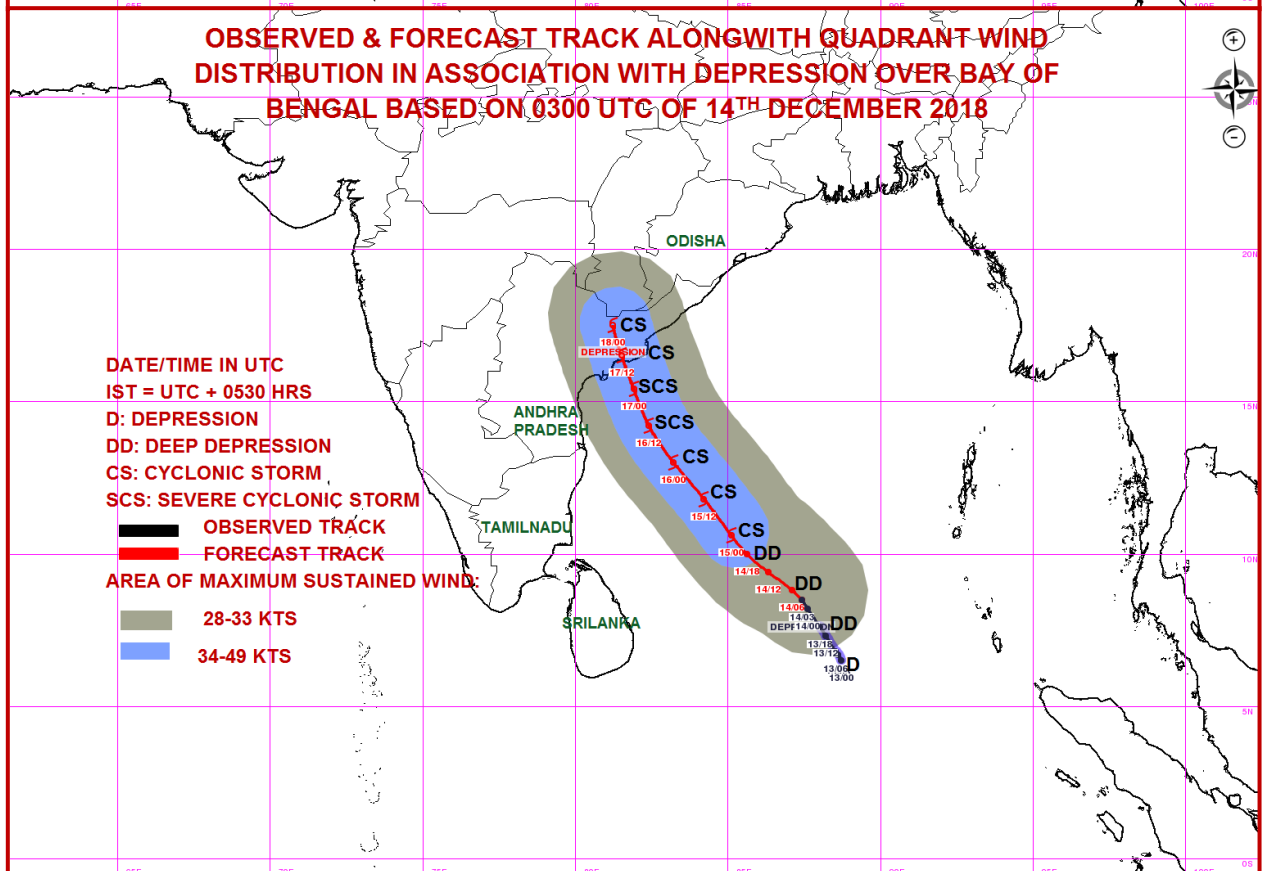 OBSERVED & FORECAST TRACK ALONGWITH QUADRANT WIND
DISTRIBUTION IN ASSOCIATION WITH DEPRESSION OVER BAY OF
BENGAL BASED ON 0300 UTC OF 14TH DECEMBER 2018
20N
ODISHA
CS
18/00
DEPRESSION
CS
17/12
DATE/TIME IN UTC
IST = UTC + 0530 HRS
D: DEPRESSION
DD: DEEP DEPRESSION
CS: CYCLONIC STORM
SCS: SEVERE CYCLONIC STORM
OBSERVED TRACK
FORECAST TRACK
AREA OF MAXIMUM SUSTAINED WIND:
28-33 KTS
34-49 KTS
SCS
17/00
15N
ANDHRA
PRADESH
SCS
16/12
CS
16/00
CS
15/12
TAMILNADU
CS
15/00
DD
10N
14/18
DD
14/12
14/06
14/03
14/00
DD
SRILANKA
13/18
13/12
D
13/06
13/00
5N
0S